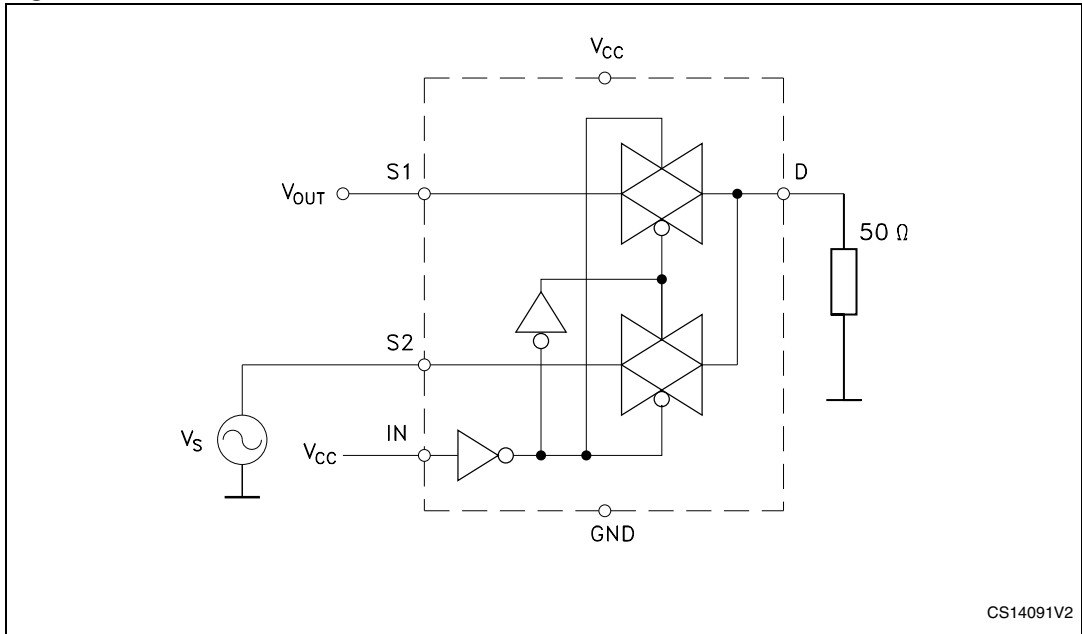 VCC
S1
D
VOUT
50 Ω
S2
VS
IN
VCC
GND
CS14091V2